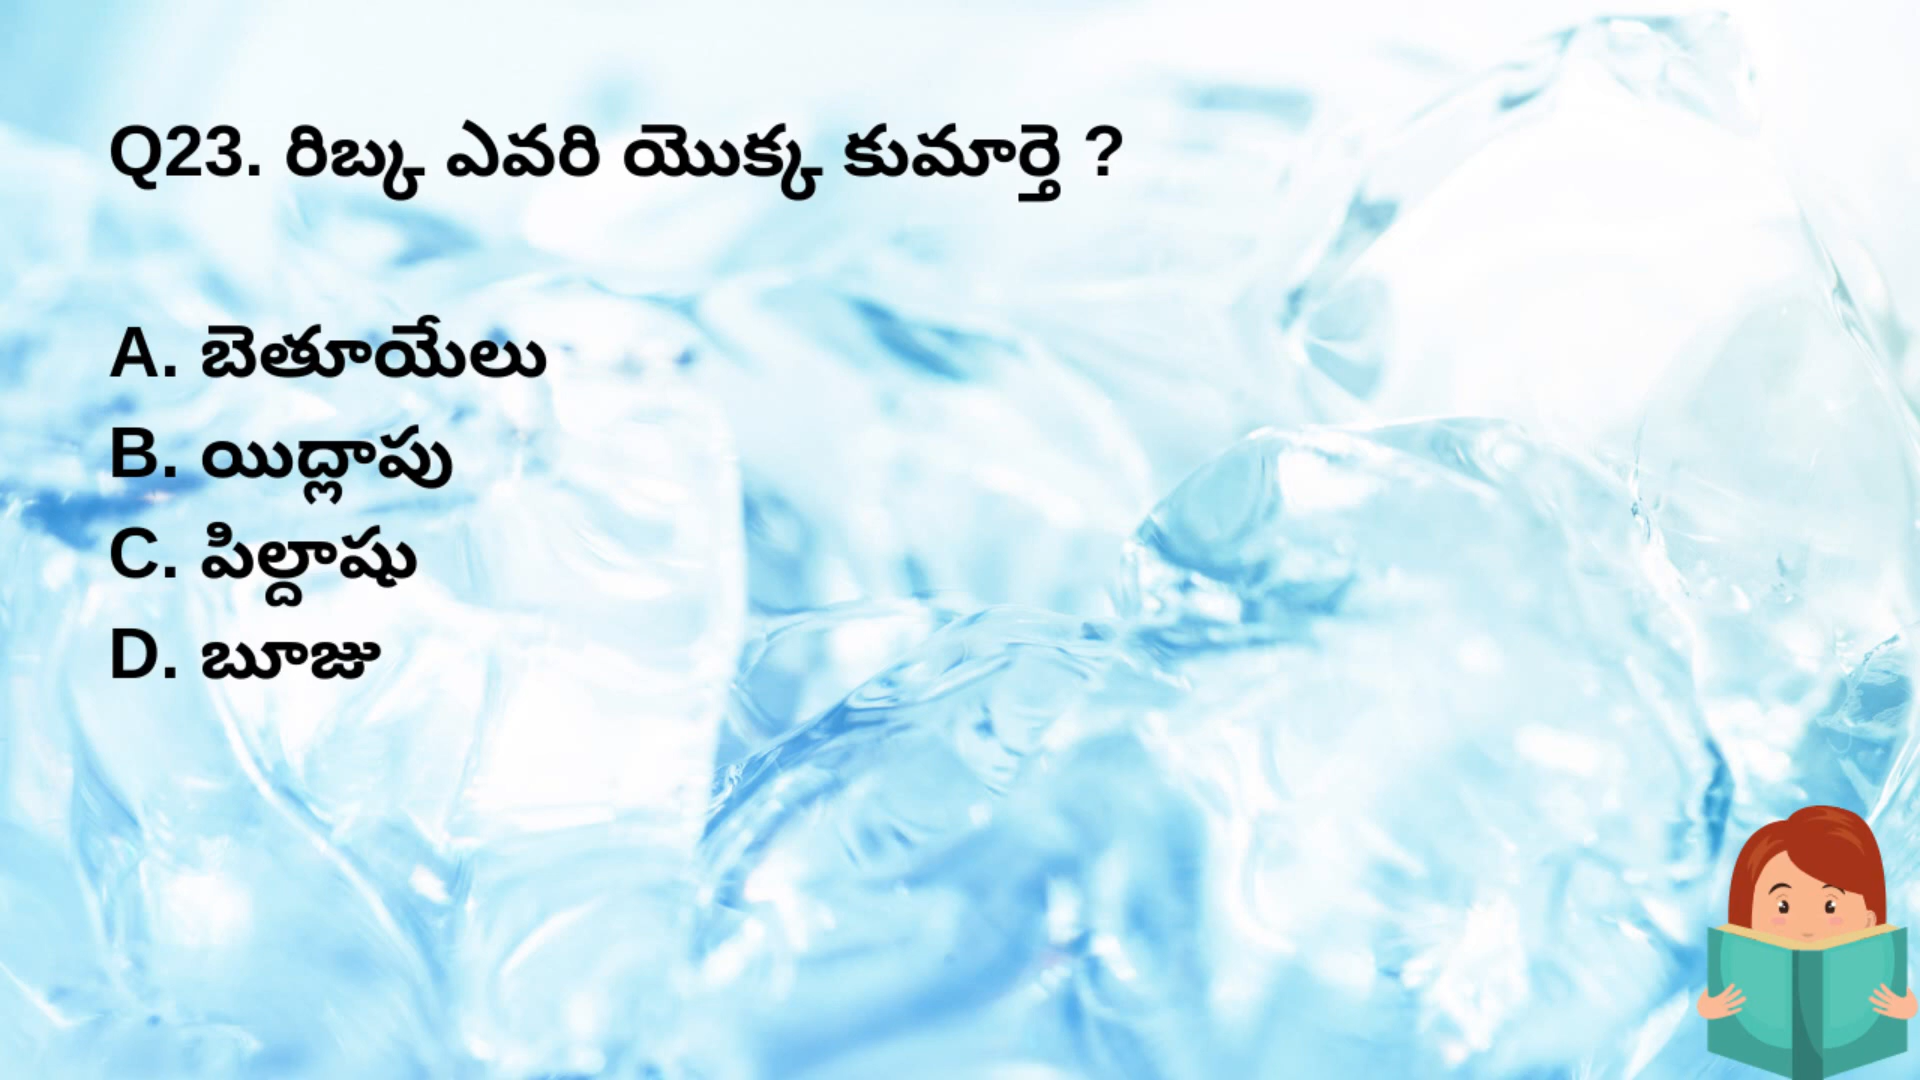 Q23. రిబ్క ఎవరి యొక్క కుమార్తె ?
A. బెతూయేలు
B. యిద్లాపు
C. పిల్దాషు
D. బూజు